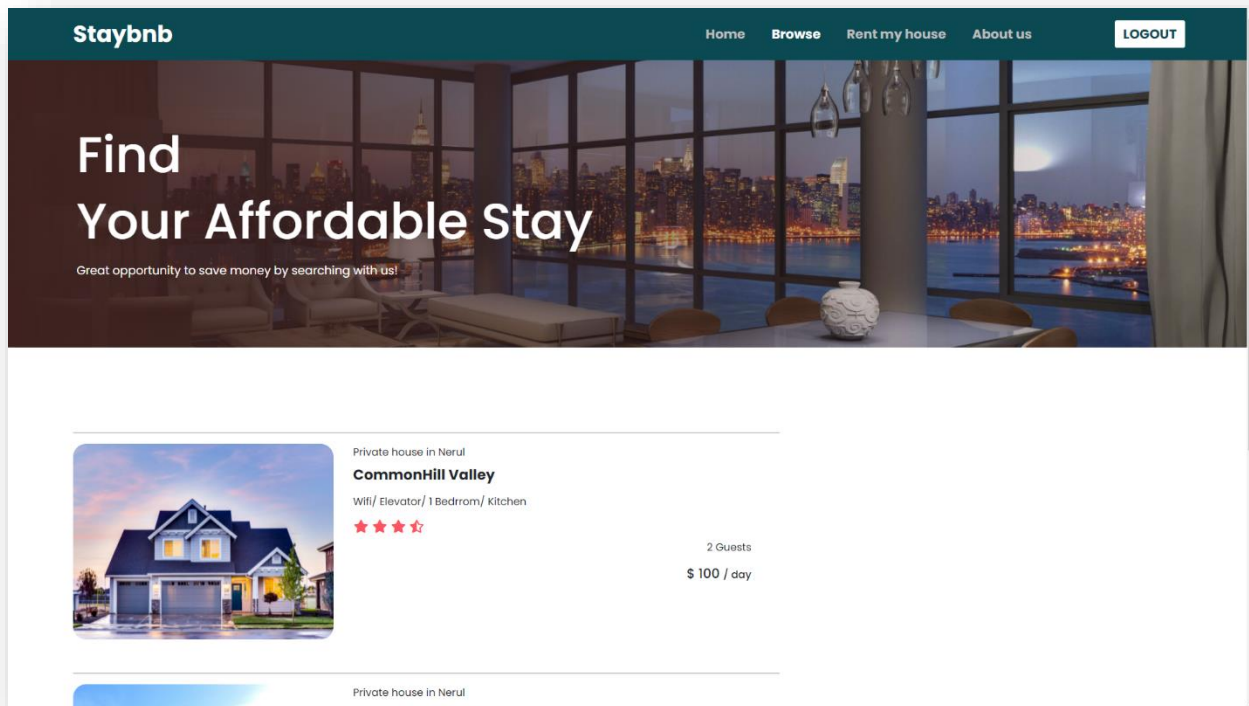 Staybnb
Home Browse Rent my house About us LOGOUT
Find
Your Affordable Stay
Great opportunity to save money by searching with us!
Private house in Nerul
CommonHill Valley
Wifi/ Elevator/ 1 Bedrrom/ Kitchen
2 Guests
$ 100 / day
Private house in Nerul